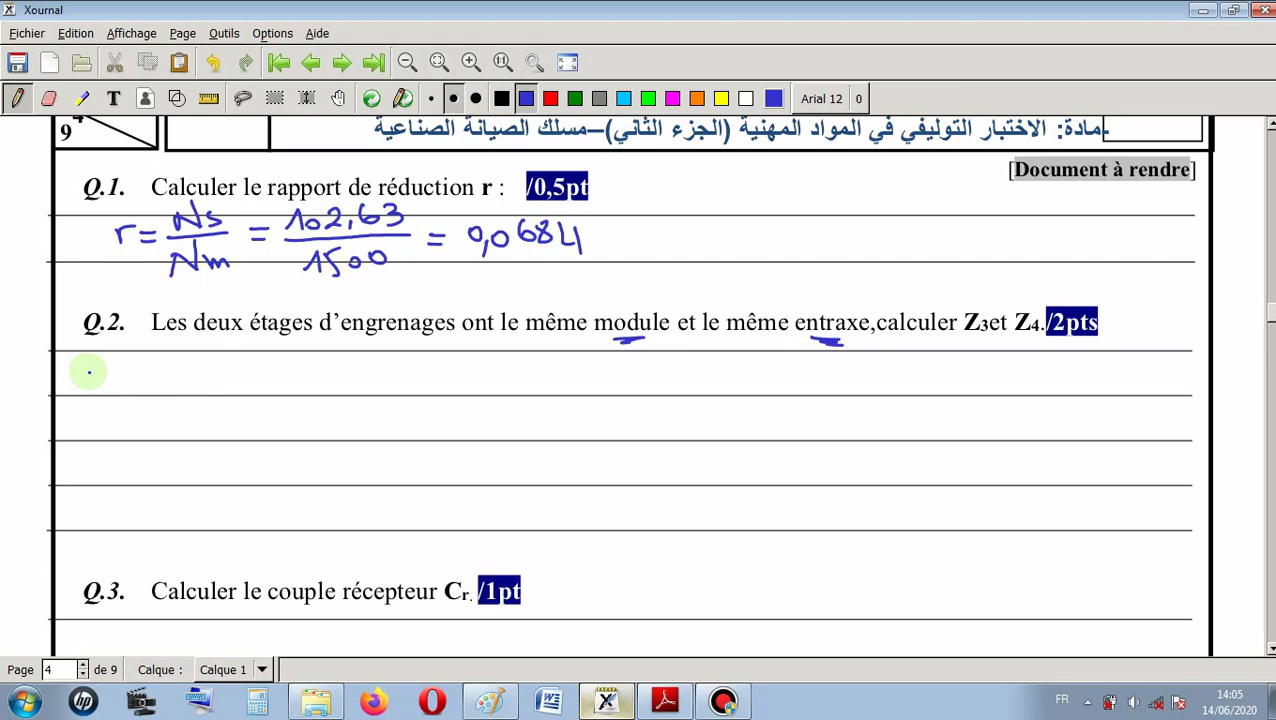 Xournal
Fichier Edition Affichage Page Outils Options Aide
Arial 12 0
9
مادة: الاختبار التوليفي في المواد المهنية (الجزء الثاني)–مسلك الصيانة الصناعية
[Document à rendre]
Q.1. Calculer le rapport de réduction r : /0,5pt
r = Ns/Nm = 102,63/1500 = 0,0684
Q.2. Les deux étages d’engrenages ont le même module et le même entraxe,calculer Z3et Z4./2pts
Q.3. Calculer le couple récepteur Cr. /1pt
Page 4 de 9 Calque : Calque 1
FR 14:05
14/06/2020